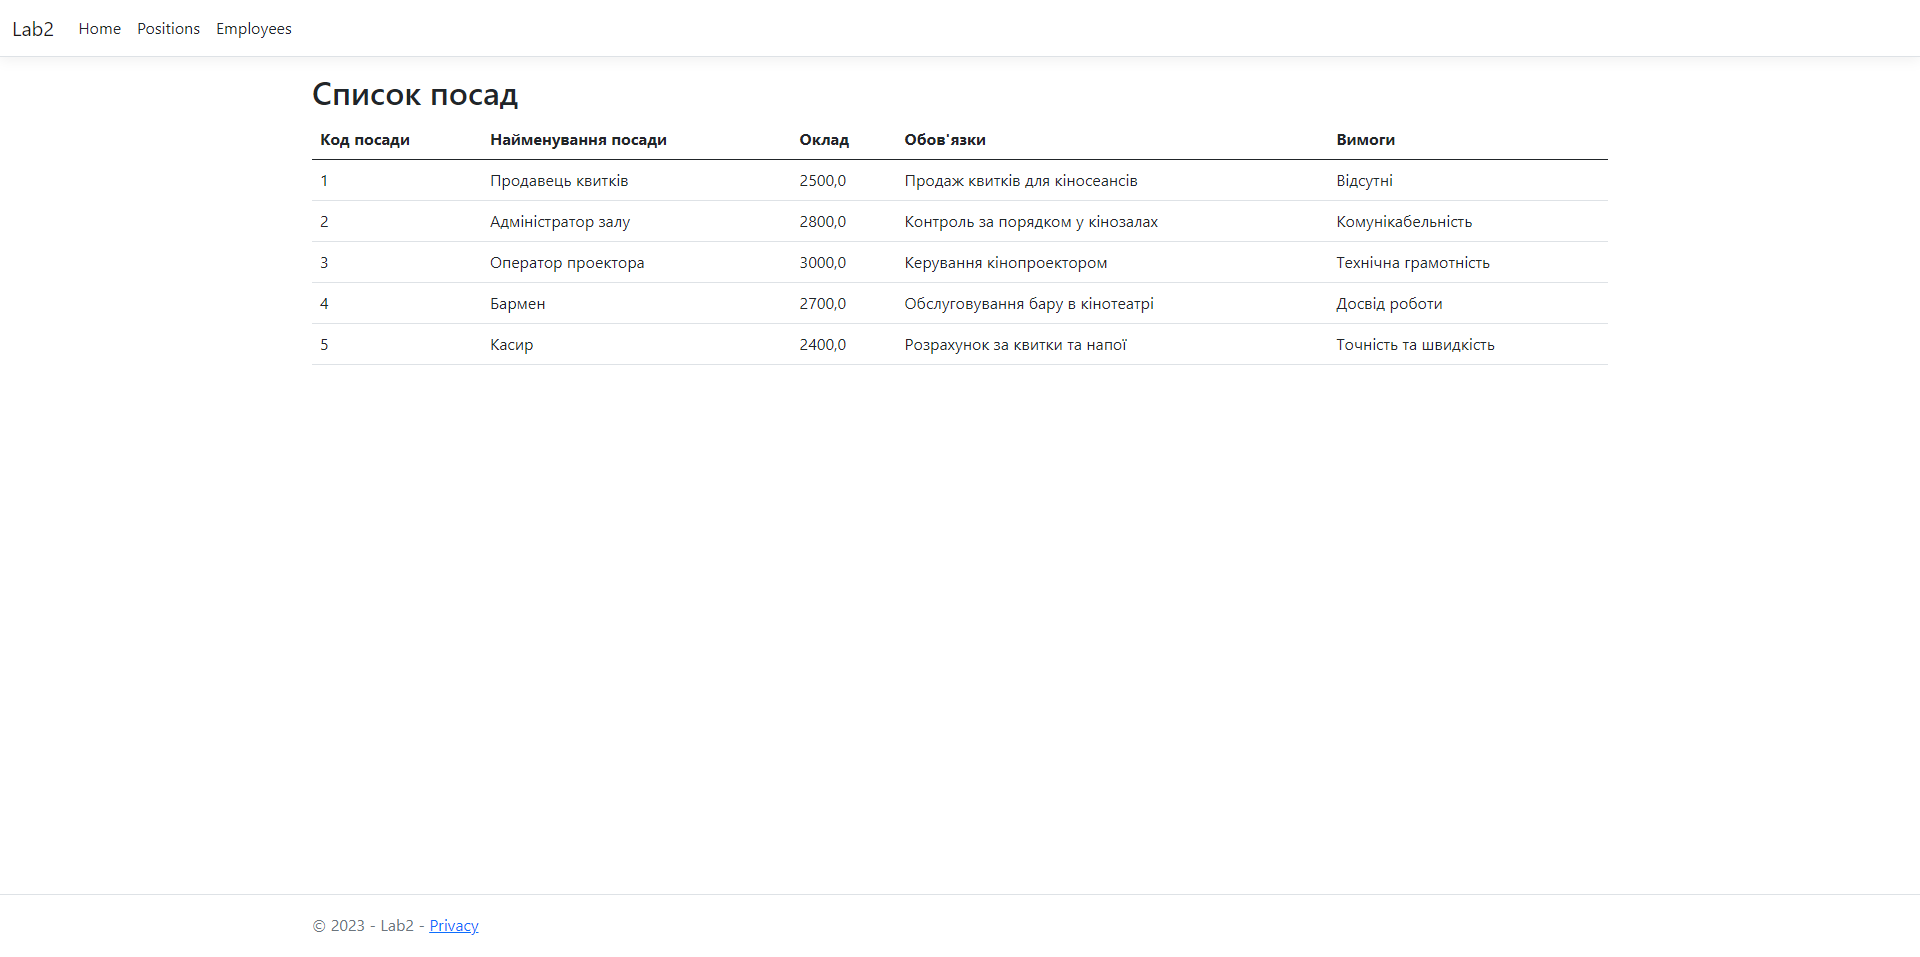 Lab2 Home Positions Employees
Список посад
Код посади Найменування посади Оклад Обов'язки Вимоги
1 Продавець квитків 2500,0 Продаж квитків для кіносеансів Відсутні
2 Адміністратор залу 2800,0 Контроль за порядком у кінозалах Комунікабельність
3 Оператор проектора 3000,0 Керування кінопроектором Технічна грамотність
4 Бармен 2700,0 Обслуговування бару в кінотеатрі Досвід роботи
5 Касир 2400,0 Розрахунок за квитки та напої Точність та швидкість
© 2023 - Lab2 - Privacy